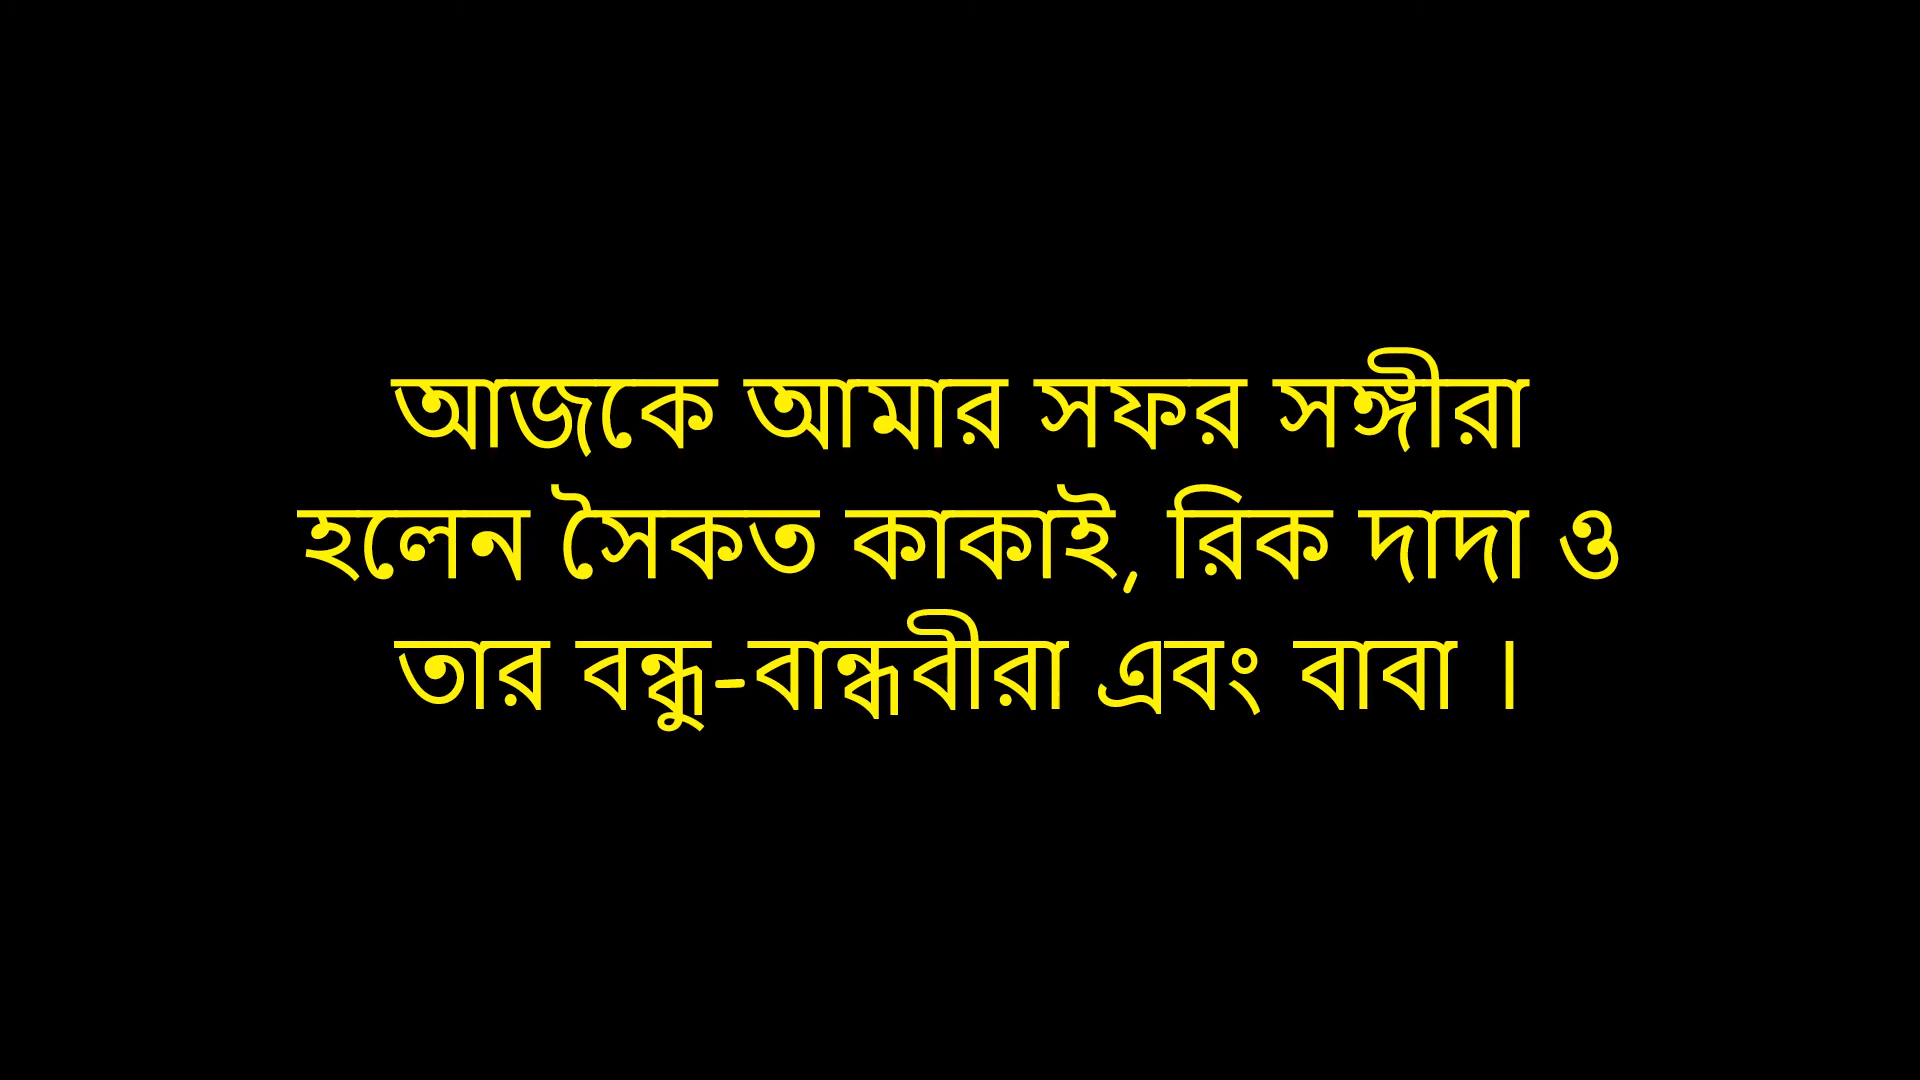 আজকে আমার সফর সঙ্গীরা
হলেন সৈকত কাকাই, রিক দাদা ও
তার বন্ধু-বান্ধবীরা এবং বাবা ।